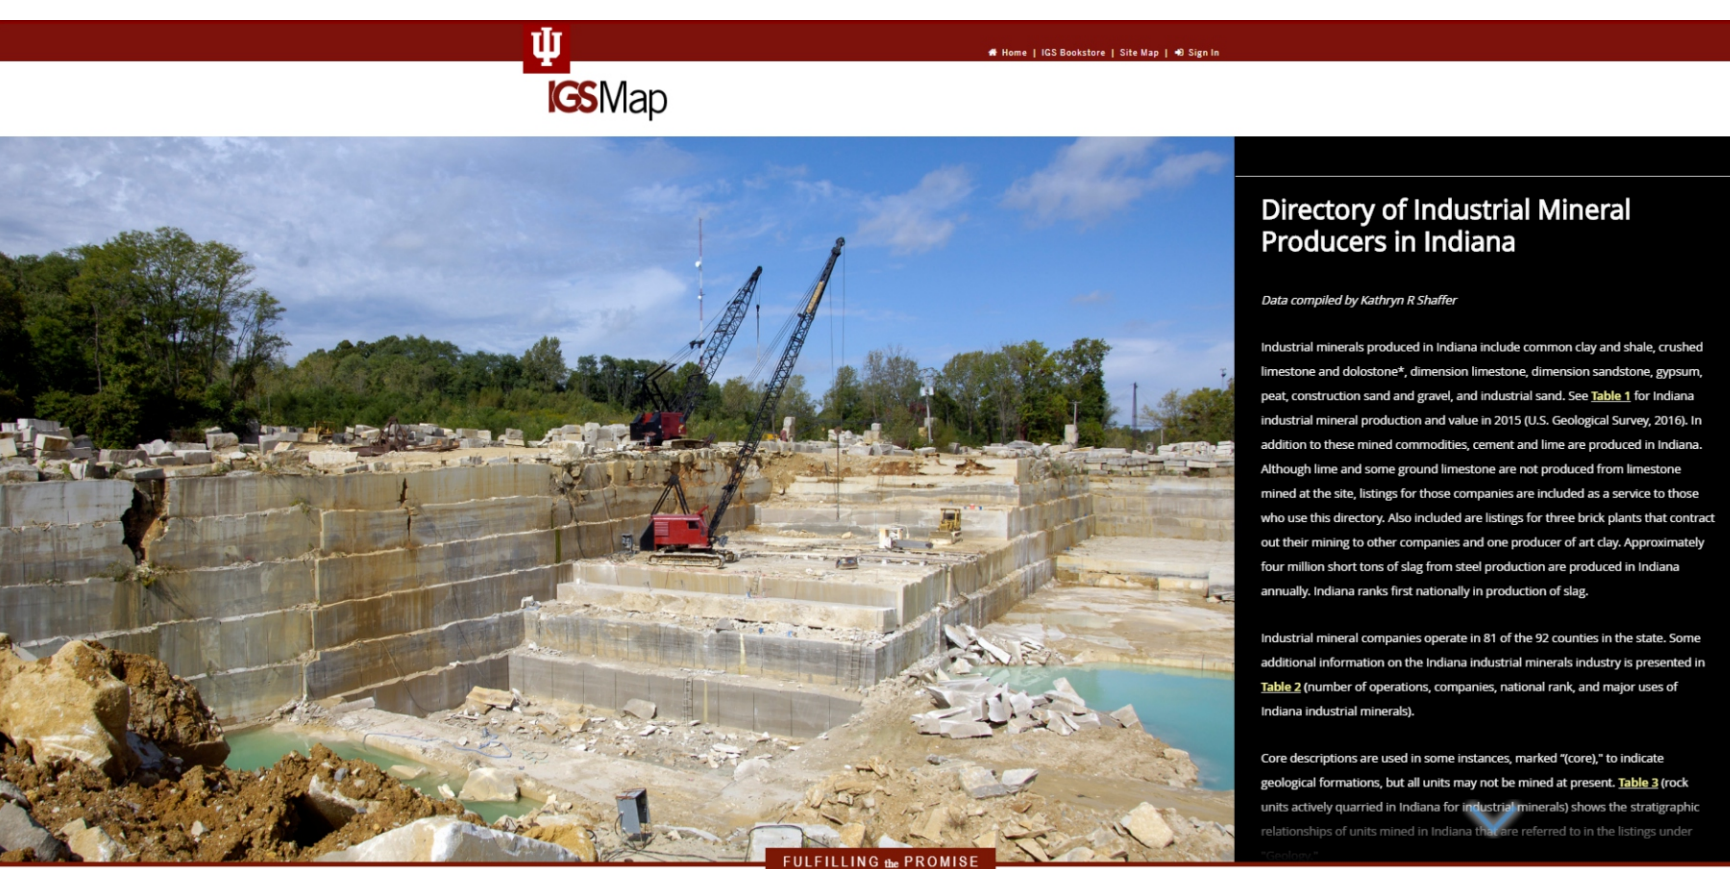 Home | IGS Bookstore | Site Map | Sign In
IGSMap
Directory of Industrial Mineral
Producers in Indiana
Data compiled by Kathryn R Shaffer
Industrial minerals produced in Indiana include common clay and shale, crushed
limestone and dolostone*, dimension limestone, dimension sandstone, gypsum,
peat, construction sand and gravel, and industrial sand. See Table 1 for Indiana
industrial mineral production and value in 2015 (U.S. Geological Survey, 2016). In
addition to these mined commodities, cement and lime are produced in Indiana.
Although lime and some ground limestone are not produced from limestone
mined at the site, listings for those companies are included as a service to those
who use this directory. Also included are listings for three brick plants that contract
out their mining to other companies and one producer of art clay. Approximately
four million short tons of slag from steel production are produced in Indiana
annually. Indiana ranks first nationally in production of slag.
Industrial mineral companies operate in 81 of the 92 counties in the state. Some
additional information on the Indiana industrial minerals industry is presented in
Table 2 (number of operations, companies, national rank, and major uses of
Indiana industrial minerals).
Core descriptions are used in some instances, marked "(core)," to indicate
geological formations, but all units may not be mined at present. Table 3 (rock
units actively quarried in Indiana for industrial minerals) shows the stratigraphic
relationships of units mined in Indiana that are referred to in the listings under
"Geology."
FULFILLING the PROMISE